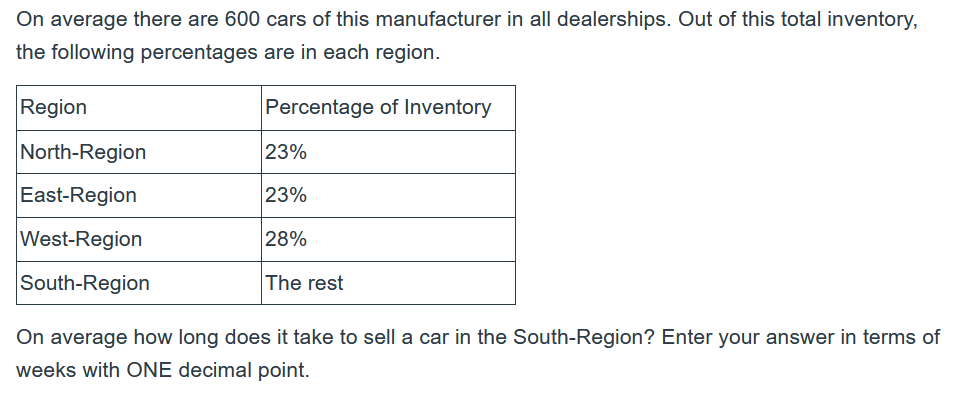 On average there are 600 cars of this manufacturer in all dealerships. Out of this total inventory,
the following percentages are in each region.
Region Percentage of Inventory
North-Region 23%
East-Region 23%
West-Region 28%
South-Region The rest
On average how long does it take to sell a car in the South-Region? Enter your answer in terms of
weeks with ONE decimal point.